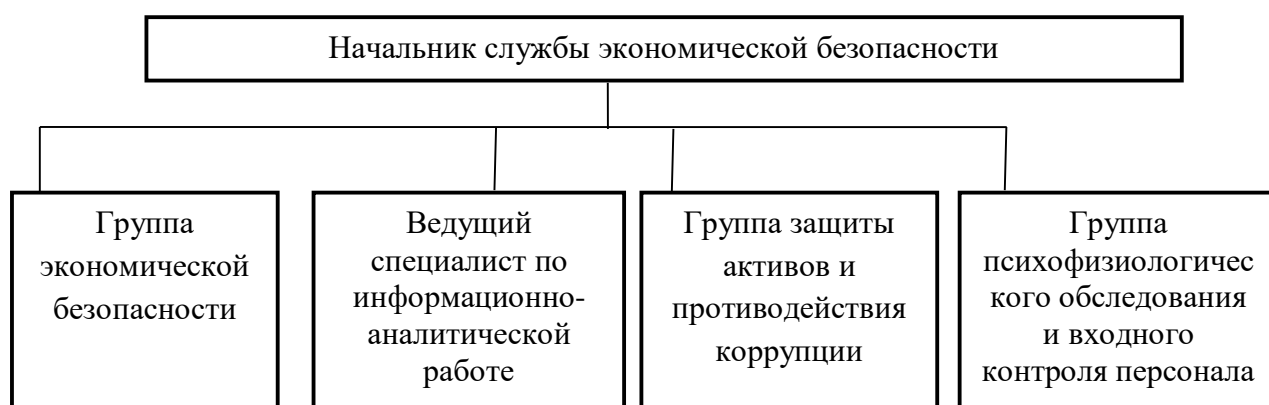 Начальник службы экономической безопасности
Группа
экономической
безопасности
Ведущий
специалист по
информационно-
аналитической
работе
Группа защиты
активов и
противодействия
коррупции
Группа
психофизиологичес
кого обследования
и входного
контроля персонала